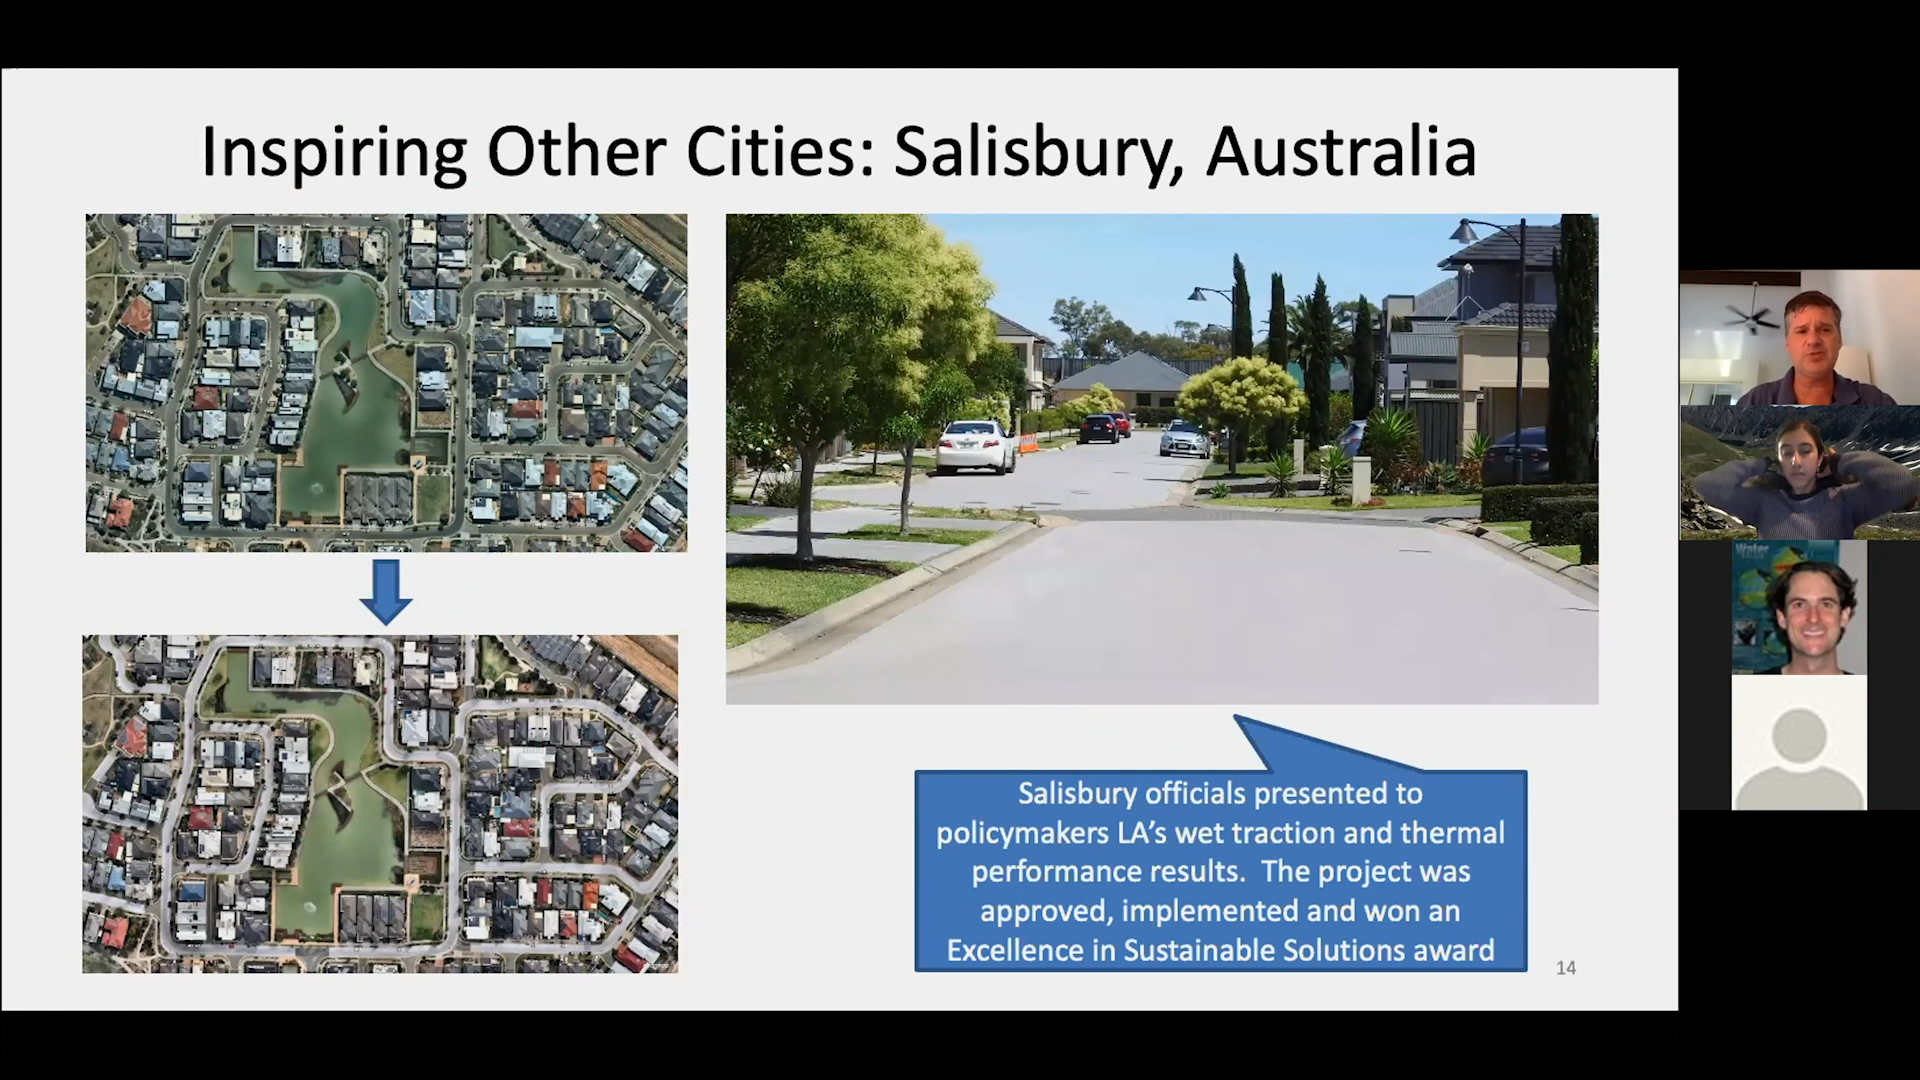 Inspiring Other Cities: Salisbury, Australia
Salisbury officials presented to
policymakers LA's wet traction and thermal
performance results.  The project was
approved, implemented and won an
Excellence in Sustainable Solutions award
14
Water